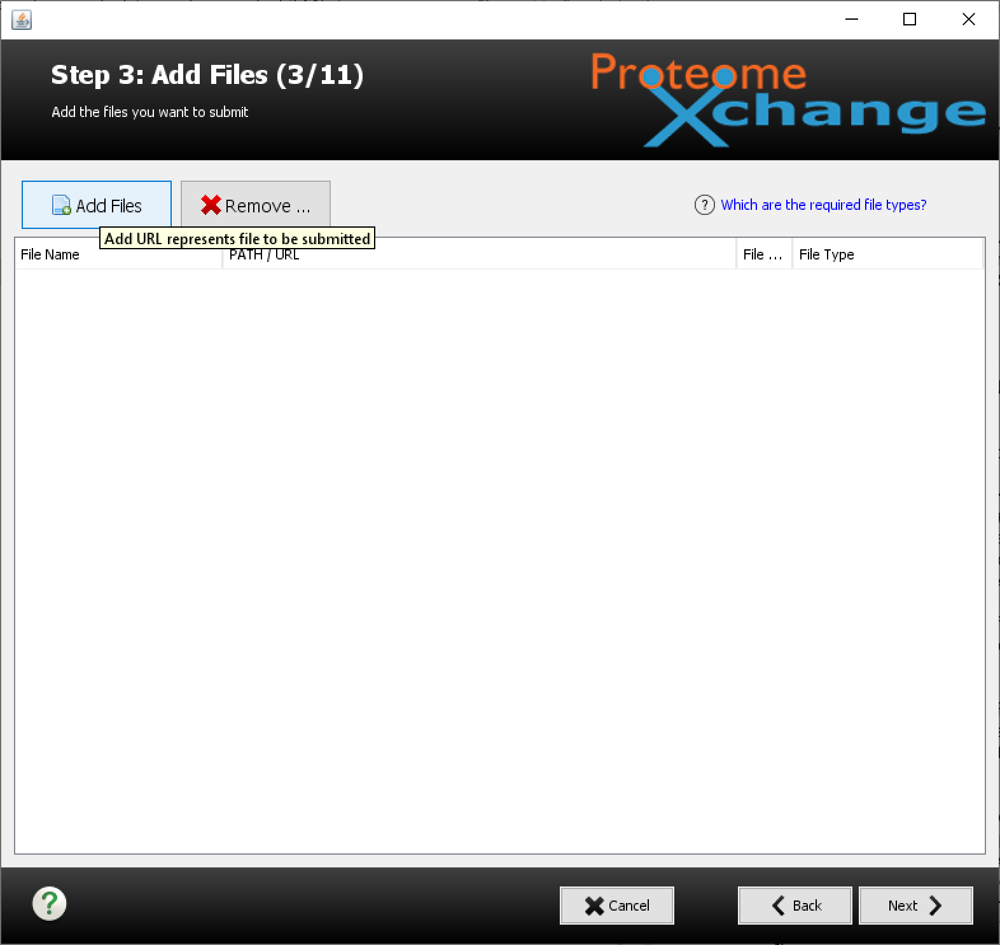 Step 3: Add Files (3/11)
Add the files you want to submit
Proteome
Xchange
Add Files
Remove ...
? Which are the required file types?
Add URL represents file to be submitted
File Name
PATH / URL
File ...
File Type
?
Cancel
Back
Next